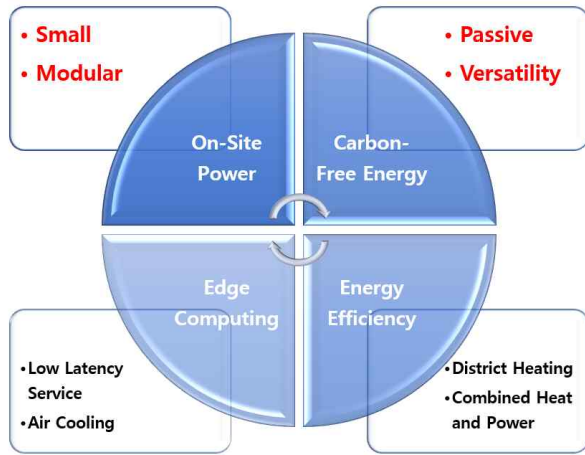 • Small
• Modular
• Passive
• Versatility
On-Site
Power
Carbon-
Free Energy
Edge
Computing
Energy
Efficiency
•Low Latency
Service
•Air Cooling
•District Heating
•Combined Heat
and Power